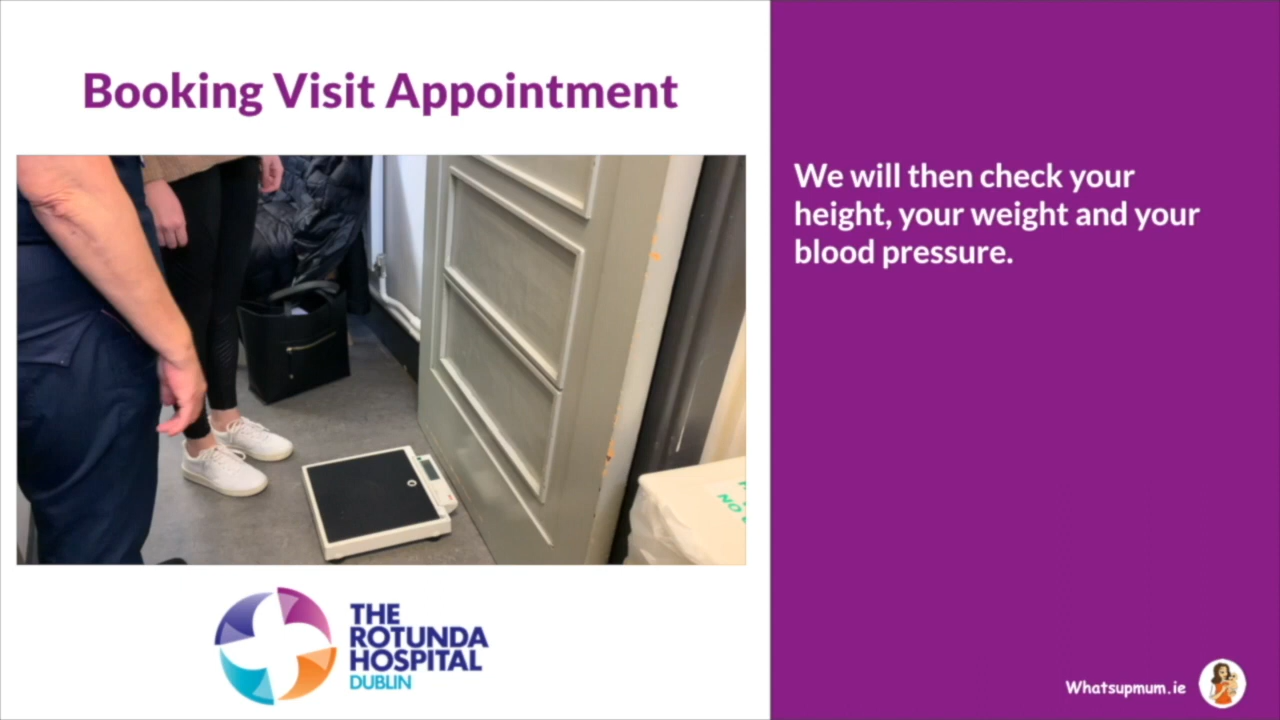 Booking Visit Appointment
We will then check your
height, your weight and your
blood pressure.
NO
THE
ROTUNDA
HOSPITAL
DUBLIN
Whatsupmum.ie